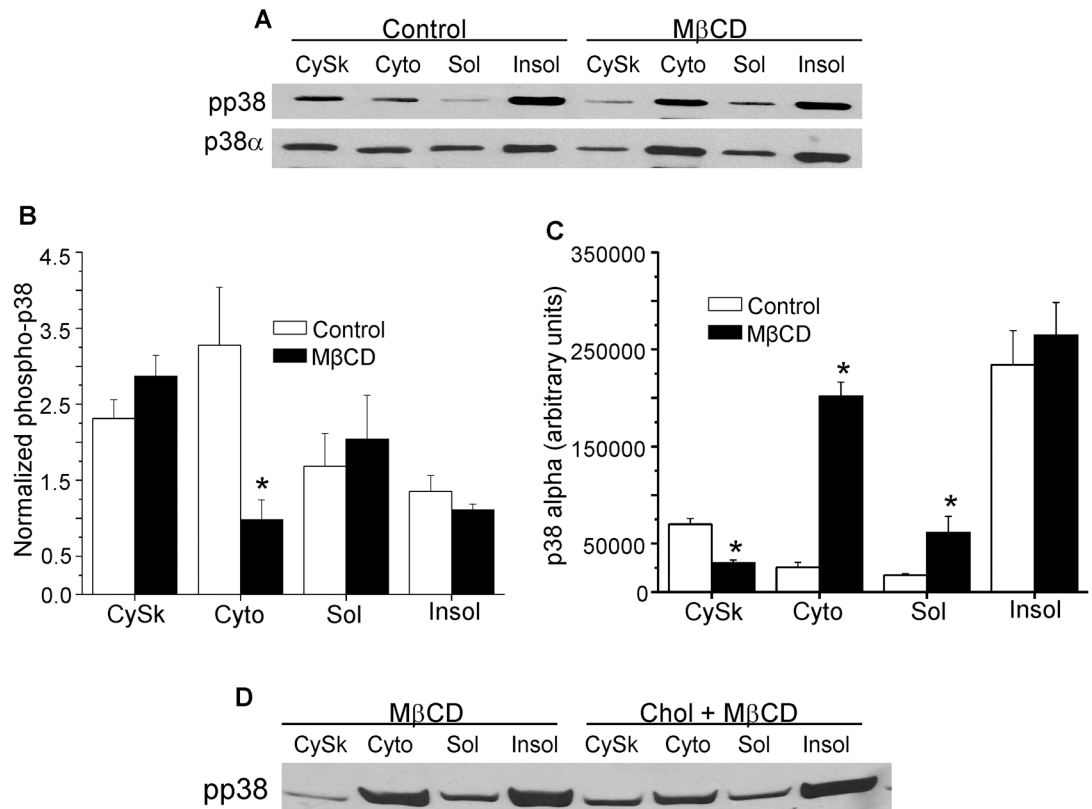 A
Control MβCD
CySk Cyto Sol Insol CySk Cyto Sol Insol
pp38
p38α
B
4.5
3.5
2.5
1.5
0.5
0.0
Normalized phospho-p38
Control
MβCD
*
CySk Cyto Sol Insol
C
350000
250000
150000
50000
0
p38 alpha (arbitrary units)
Control
MβCD
*
*
*
CySk Cyto Sol Insol
D
MβCD Chol + MβCD
CySk Cyto Sol Insol CySk Cyto Sol Insol
pp38